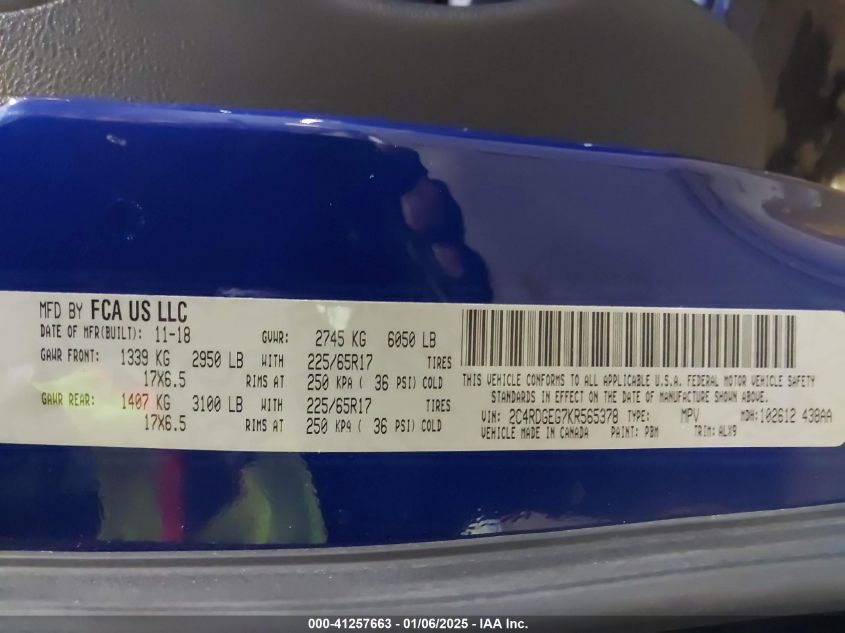 MFD BY FCA US LLC
DATE OF MFR(BUILT): 11-18 GVWR: 2745 KG 6050 LB
GAWR FRONT: 1339 KG 2950 LB WITH 225/65R17 TIRES
17X6.5 RIMS AT 250 KPA ( 36 PSI) COLD
GAWR REAR: 1407 KG 3100 LB WITH 225/65R17 TIRES
17X6.5 RIMS AT 250 KPA ( 36 PSI) COLD
THIS VEHICLE CONFORMS TO ALL APPLICABLE U.S.A. FEDERAL MOTOR VEHICLE SAFETY
STANDARDS IN EFFECT ON THE DATE OF MANUFACTURE SHOWN ABOVE.
VIN: 2C4RDGEG7KR565378 TYPE: MPV MDH:102612 438AA
VEHICLE MADE IN CANADA PAINT: PBM TRIM: ALX9
000-41257663 - 01/06/2025 - IAA Inc.